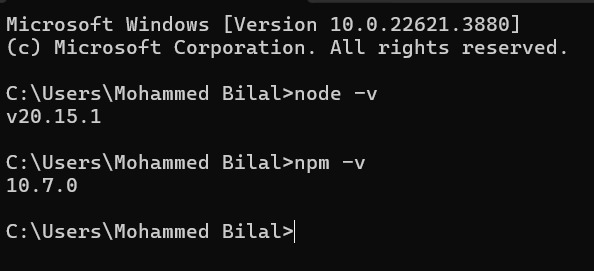 Microsoft Windows [Version 10.0.22621.3880]
(c) Microsoft Corporation. All rights reserved.
C:\Users\Mohammed Bilal>node -v
v20.15.1
C:\Users\Mohammed Bilal>npm -v
10.7.0
C:\Users\Mohammed Bilal>